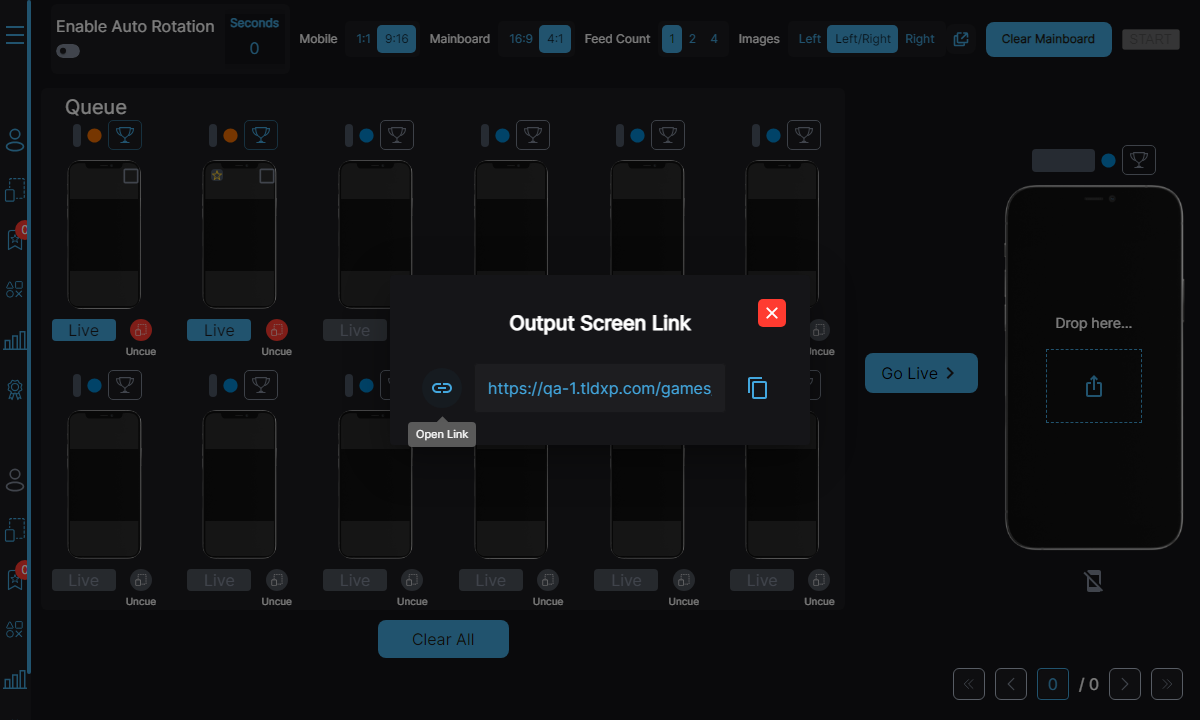 Enable Auto Rotation
Seconds
0
Mobile 1:1 9:16 Mainboard 16:9 4:1 Feed Count 1 2 4 Images Left Left/Right Right Clear Mainboard START
Queue
0
Drop here...
Live Live Live
Uncue Uncue Uncue
Output Screen Link
https://qa-1.tldxp.com/games
Open Link
Go Live
Live Live Live Live Live Live
Uncue Uncue Uncue Uncue Uncue Uncue
0
Clear All
0 / 0